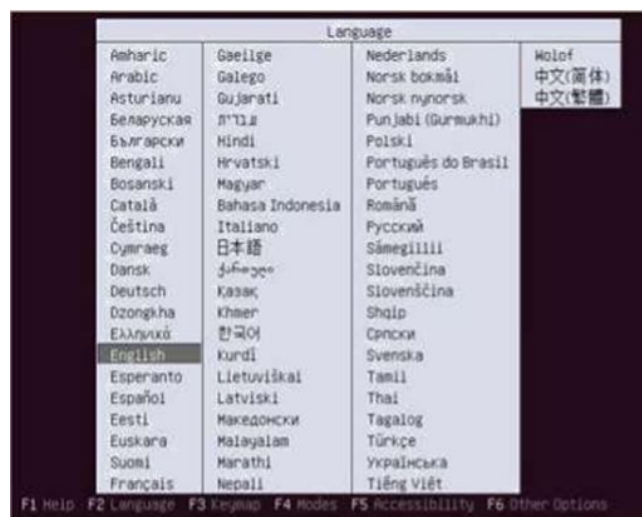 Language
Amharic
Arabic
Asturianu
Беларуская
Български
Bengali
Bosanski
Català
Čeština
Cymraeg
Dansk
Deutsch
Dzongkha
Ελληνικά
English
Esperanto
Español
Eesti
Euskara
Suomi
Français
Gaeilge
Galego
Gujarati
עברית
Hindi
Hrvatski
Magyar
Bahasa Indonesia
Italiano
日本語
ქართული
Қазақ
Khmer
한국어
Kurdî
Lietuviškai
Latviski
Македонски
Malayalam
Marathi
Nepali
Nederlands
Norsk bokmål
Norsk nynorsk
Punjabi (Gurmukhi)
Polski
Português do Brasil
Português
Română
Русский
Sámegillii
Slovenčina
Slovenščina
Shqip
Српски
Svenska
Tamil
Thai
Tagalog
Türkçe
Українська
Tiếng Việt
Wolof
中文(简体)
中文(繁體)
F1 Help F2 Language F3 Keymap F4 Modes F5 Accessibility F6 Other Options